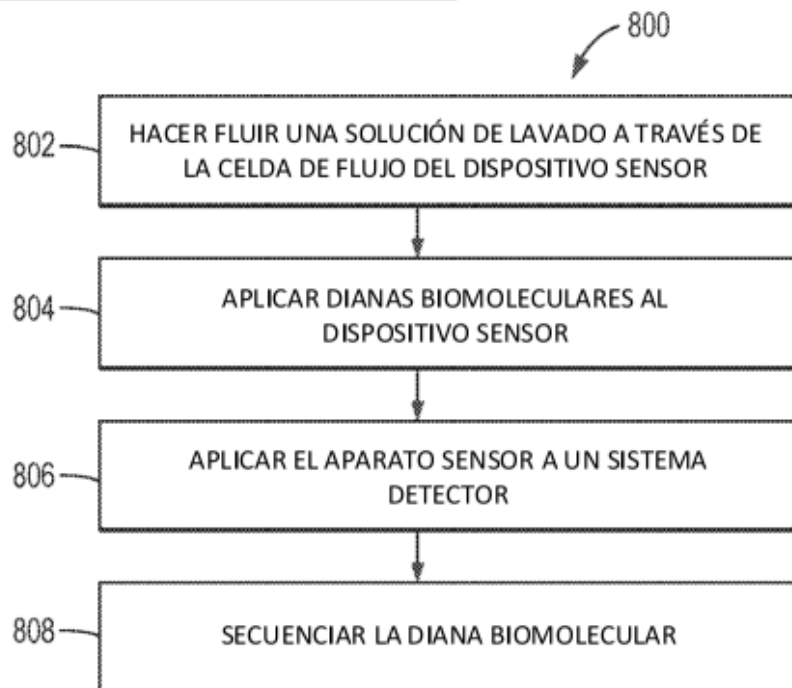 800
802
HACER FLUIR UNA SOLUCIÓN DE LAVADO A TRAVÉS DE
LA CELDA DE FLUJO DEL DISPOSITIVO SENSOR
804
APLICAR DIANAS BIOMOLECULARES AL
DISPOSITIVO SENSOR
806
APLICAR EL APARATO SENSOR A UN SISTEMA
DETECTOR
808
SECUENCIAR LA DIANA BIOMOLECULAR